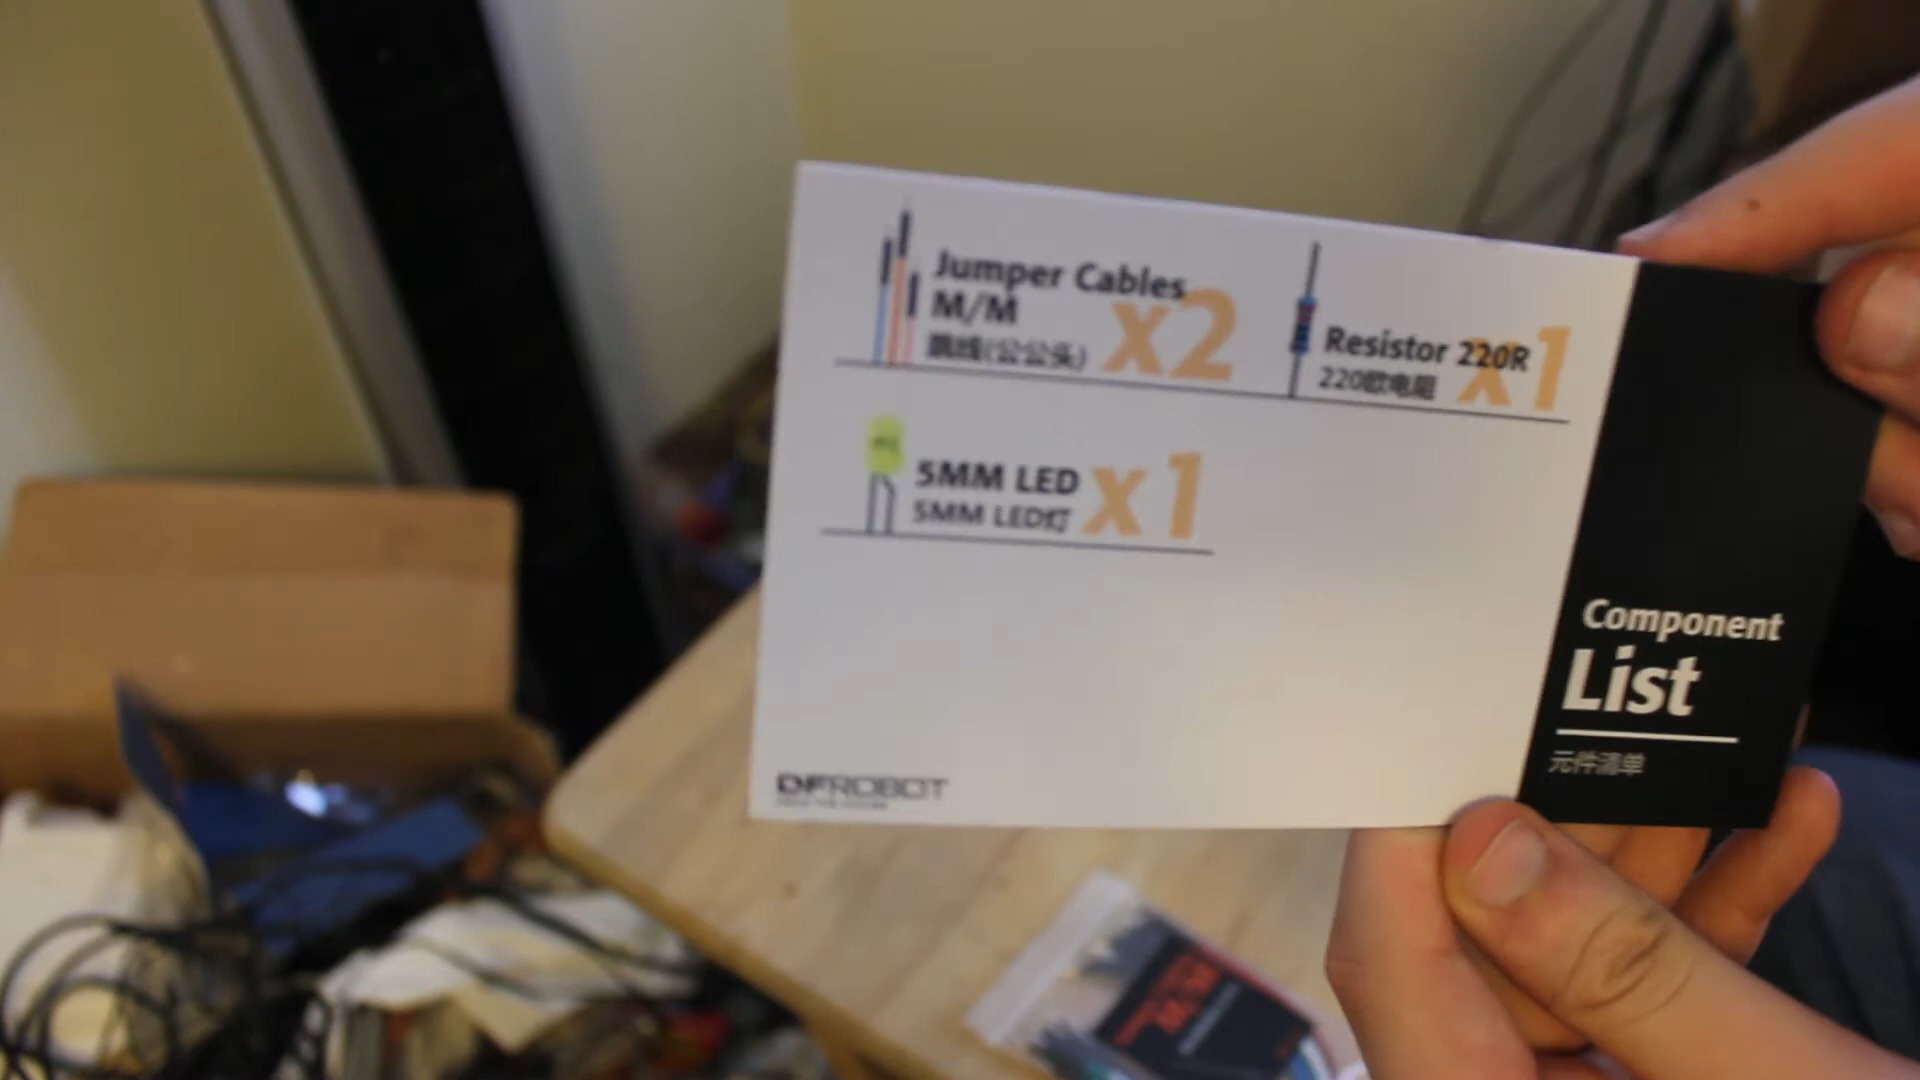 Jumper Cables
M/M
跳线(公公头)
x2
Resistor 220R
220欧电阻
x1
5MM LED
5MM LED灯
x1
Component
List
元件清单
DFROBOT